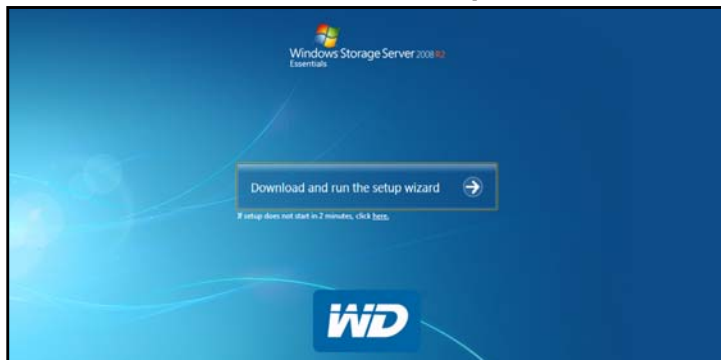 Windows Storage Server 2008 R2
Essentials
Download and run the setup wizard
If setup does not start in 2 minutes, click here.
WD